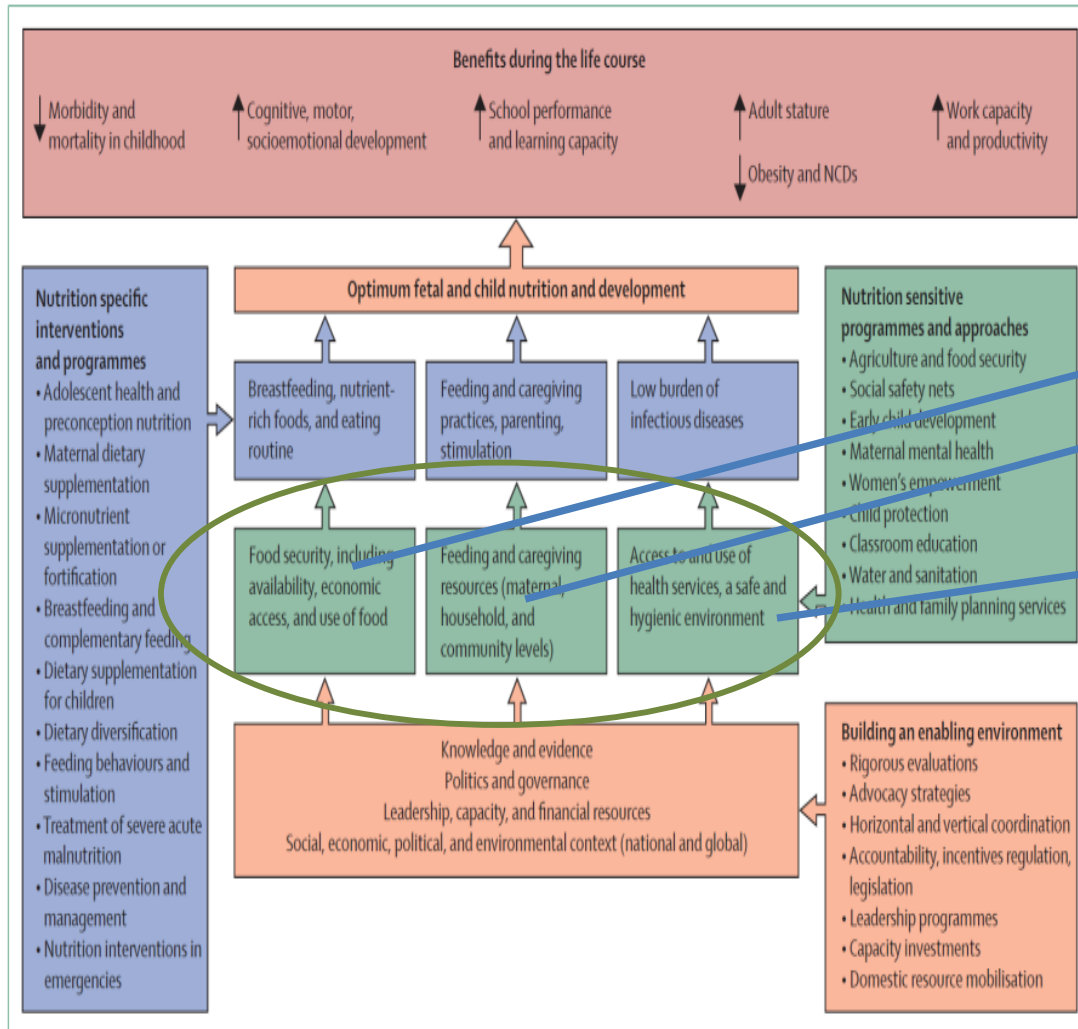 Benefits during the life course
Morbidity and
mortality in childhood
Cognitive, motor,
socioemotional development
School performance
and learning capacity
Adult stature
Obesity and NCDs
Work capacity
and productivity
Optimum fetal and child nutrition and development
Nutrition specific
interventions
and programmes
• Adolescent health and
preconception nutrition
• Maternal dietary
supplementation
• Micronutrient
supplementation or
fortification
• Breastfeeding and
complementary feeding
• Dietary supplementation
for children
• Dietary diversification
• Feeding behaviours and
stimulation
• Treatment of severe acute
malnutrition
• Disease prevention and
management
• Nutrition interventions in
emergencies
Breastfeeding, nutrient-
rich foods, and eating
routine
Feeding and caregiving
practices, parenting,
stimulation
Low burden of
infectious diseases
Food security, including
availability, economic
access, and use of food
Feeding and caregiving
resources (maternal,
household, and
community levels)
Access to and use of
health services, a safe and
hygienic environment
Knowledge and evidence
Politics and governance
Leadership, capacity, and financial resources
Social, economic, political, and environmental context (national and global)
Nutrition sensitive
programmes and approaches
• Agriculture and food security
• Social safety nets
• Early child development
• Maternal mental health
• Women's empowerment
• Child protection
• Classroom education
• Water and sanitation
• Health and family planning services
Building an enabling environment
• Rigorous evaluations
• Advocacy strategies
• Horizontal and vertical coordination
• Accountability, incentives regulation,
legislation
• Leadership programmes
• Capacity investments
• Domestic resource mobilisation